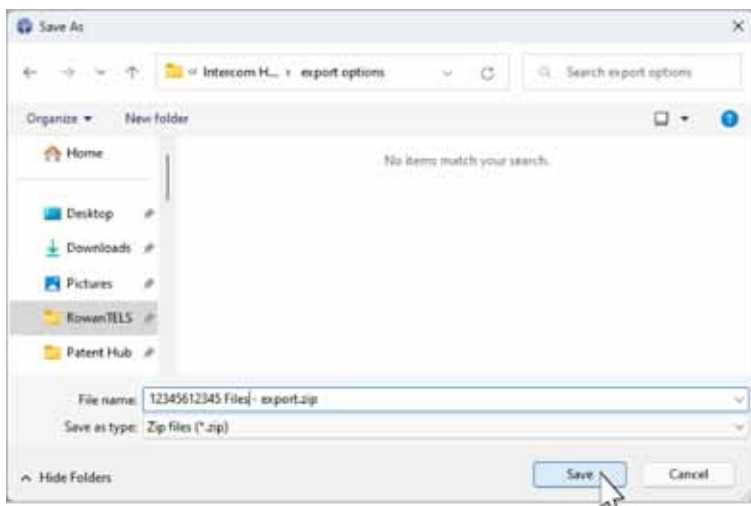 Save As
« Intercom H... › export options
Search export options
Organize
New folder
Home
No items match your search.
Desktop
Downloads
Pictures
RowanTELS
Patent Hub
File name: 12345612345 Files - export.zip
Save as type: Zip files (*.zip)
Hide Folders
Save
Cancel